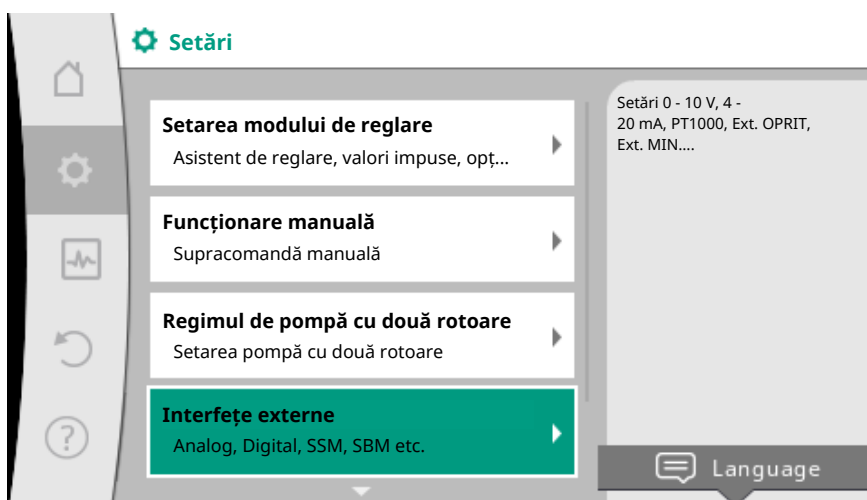 Setări
Setarea modului de reglare
Asistent de reglare, valori impuse, opț...
Funcționare manuală
Supracomandă manuală
Regimul de pompă cu două rotoare
Setarea pompă cu două rotoare
Interfețe externe
Analog, Digital, SSM, SBM etc.
Setări 0 - 10 V, 4 -
20 mA, PT1000, Ext. OPRIT,
Ext. MIN....
Language